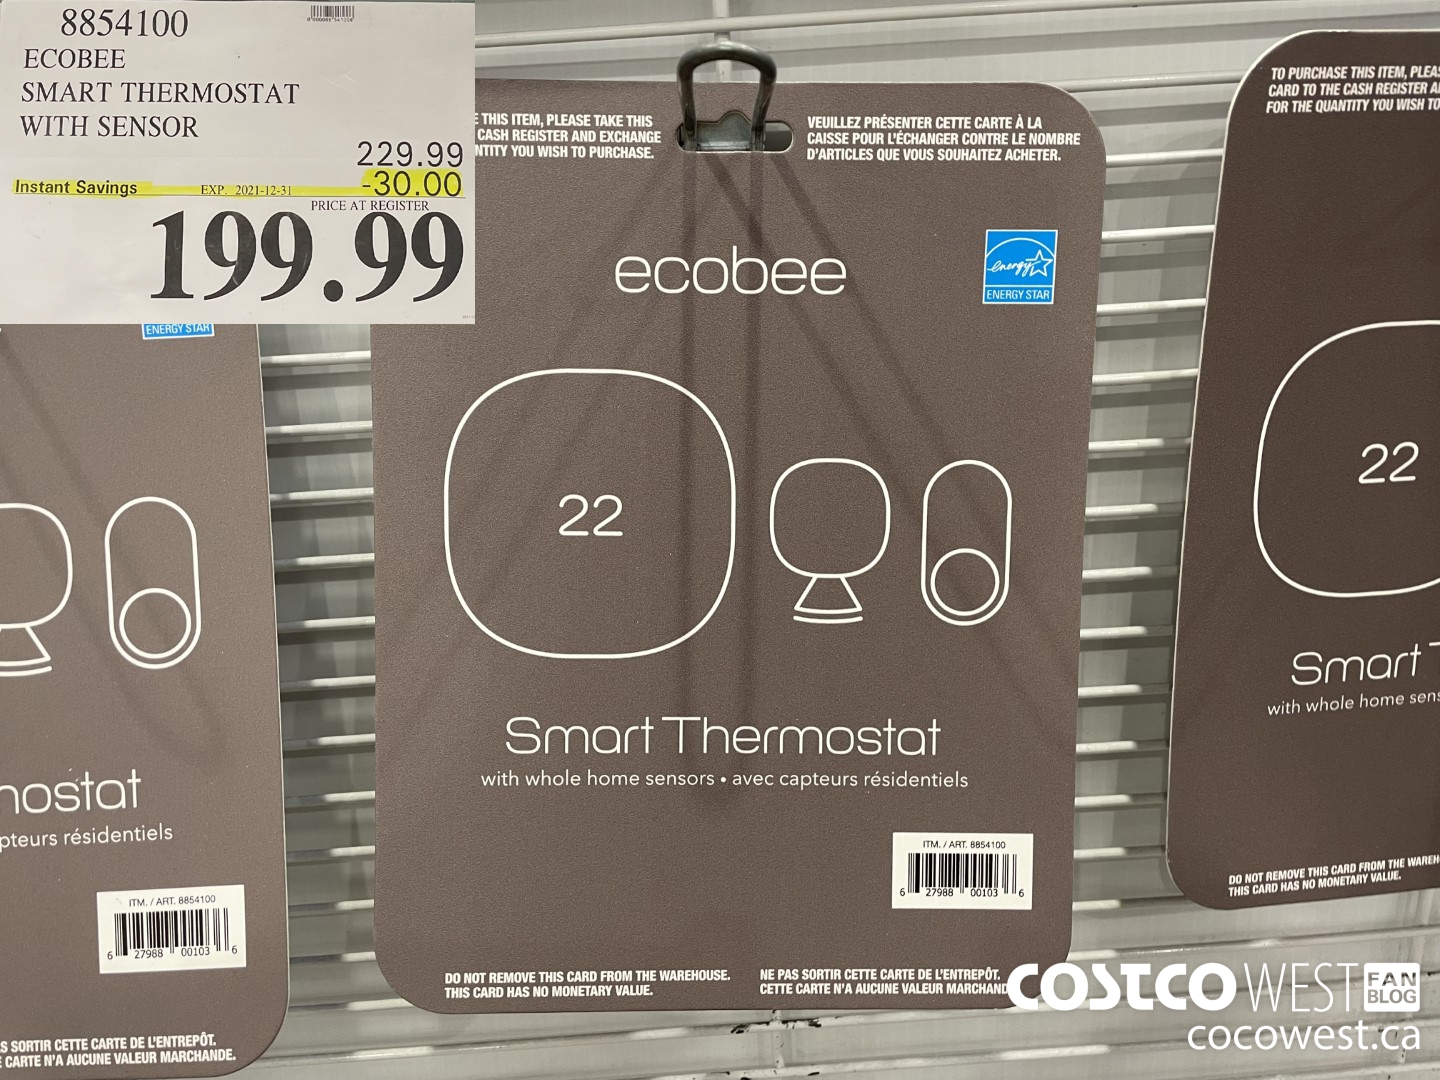 8854100
ECOBEE
SMART THERMOSTAT
WITH SENSOR
229.99
Instant Savings EXP. 2021-12-31 -30.00
PRICE AT REGISTER
199.99
E THIS ITEM, PLEASE TAKE THIS
CASH REGISTER AND EXCHANGE
NTITY YOU WISH TO PURCHASE.
VEUILLEZ PRÉSENTER CETTE CARTE À LA
CAISSE POUR L'ÉCHANGER CONTRE LE NOMBRE
D'ARTICLES QUE VOUS SOUHAITEZ ACHETER.
ecobee
energy
ENERGY STAR
22
Smart Thermostat
with whole home sensors • avec capteurs résidentiels
ITM. / ART. 8854100
6 27988 00103 6
DO NOT REMOVE THIS CARD FROM THE WAREHOUSE.
THIS CARD HAS NO MONETARY VALUE.
NE PAS SORTIR CETTE CARTE DE L'ENTREPÔT.
CETTE CARTE N'A AUCUNE VALEUR MARCHAND
ENERGY STAR
nostat
pteurs résidentiels
ITM. / ART. 8854100
6 27988 00103 6
S SORTIR CETTE CARTE DE L'ENTREPÔT.
E CARTE N'A AUCUNE VALEUR MARCHANDE.
TO PURCHASE THIS ITEM, PLEAS
CARD TO THE CASH REGISTER A
FOR THE QUANTITY YOU WISH TO
22
Smart T
with whole home sens
DO NOT REMOVE THIS CARD FROM THE WAREH
THIS CARD HAS NO MONETARY VALUE.
COSTCO WEST FAN BLOG
cocowest.ca